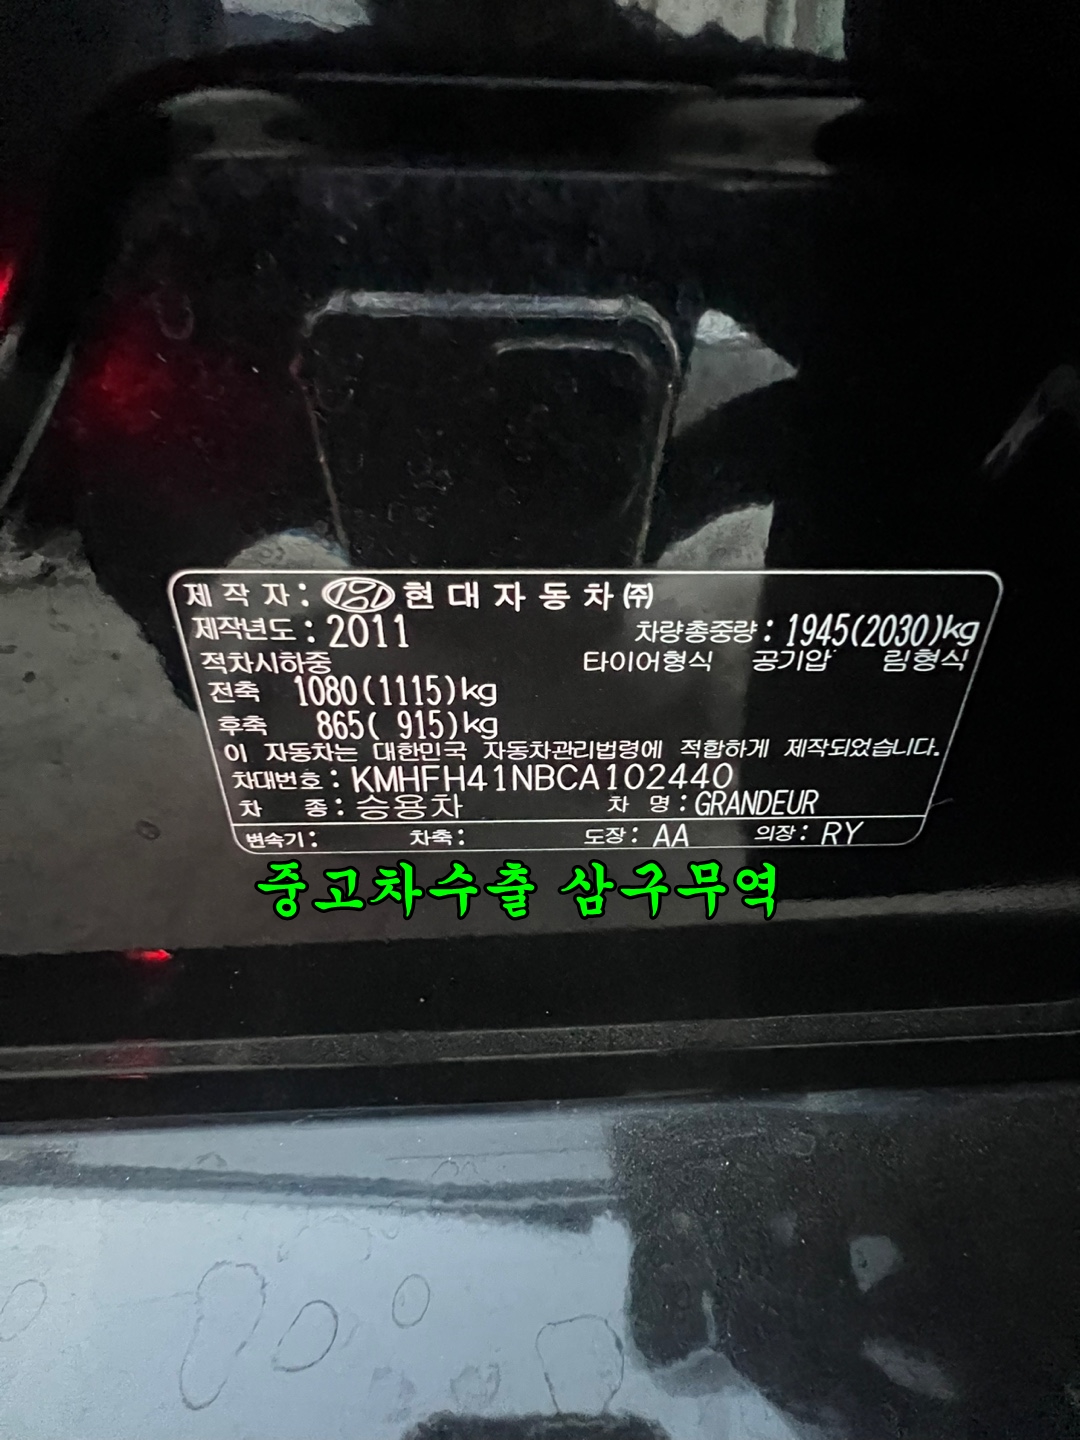 제 작 자 : 현대자동차㈜
제작년도 : 2011 차량총중량 : 1945(2030)kg
적차시하중 타이어형식 공기압 림형식
전축 1080(1115)kg
후축 865( 915)kg
이 자동차는 대한민국 자동차관리법령에 적합하게 제작되었습니다.
차대번호 : KMHFH41NBCA102440
차 종 : 승용차 차 명 : GRANDEUR
변속기 : 차축 : 도장 : AA 의장 : RY
중고차수출 삼구무역